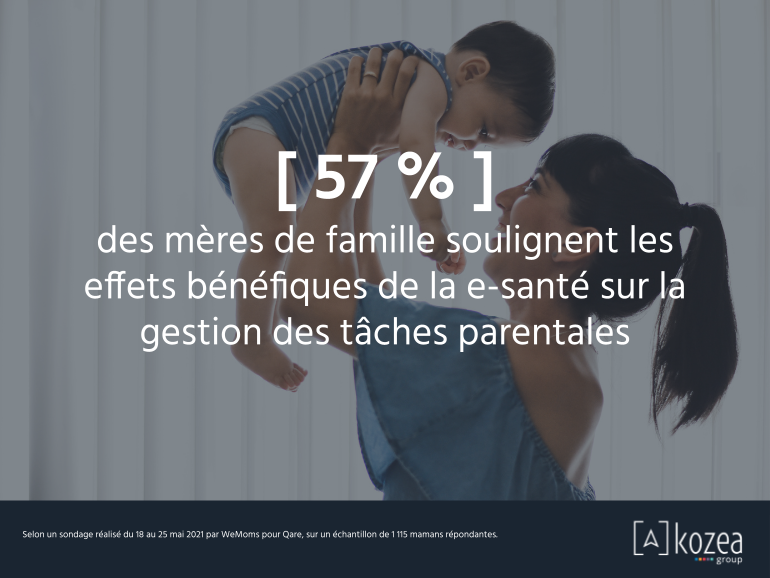 [ 57 % ]
des mères de famille soulignent les
effets bénéfiques de la e-santé sur la
gestion des tâches parentales
Selon un sondage réalisé du 18 au 25 mai 2021 par WeMoms pour Qare, sur un échantillon de 1 115 mamans répondantes.
[A] kozea
group